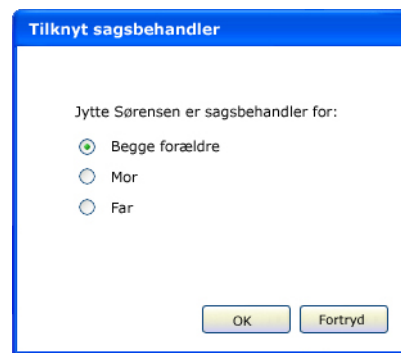 Tilknyt sagsbehandler
Jytte Sørensen er sagsbehandler for:
Begge forældre
Mor
Far
OK Fortryd